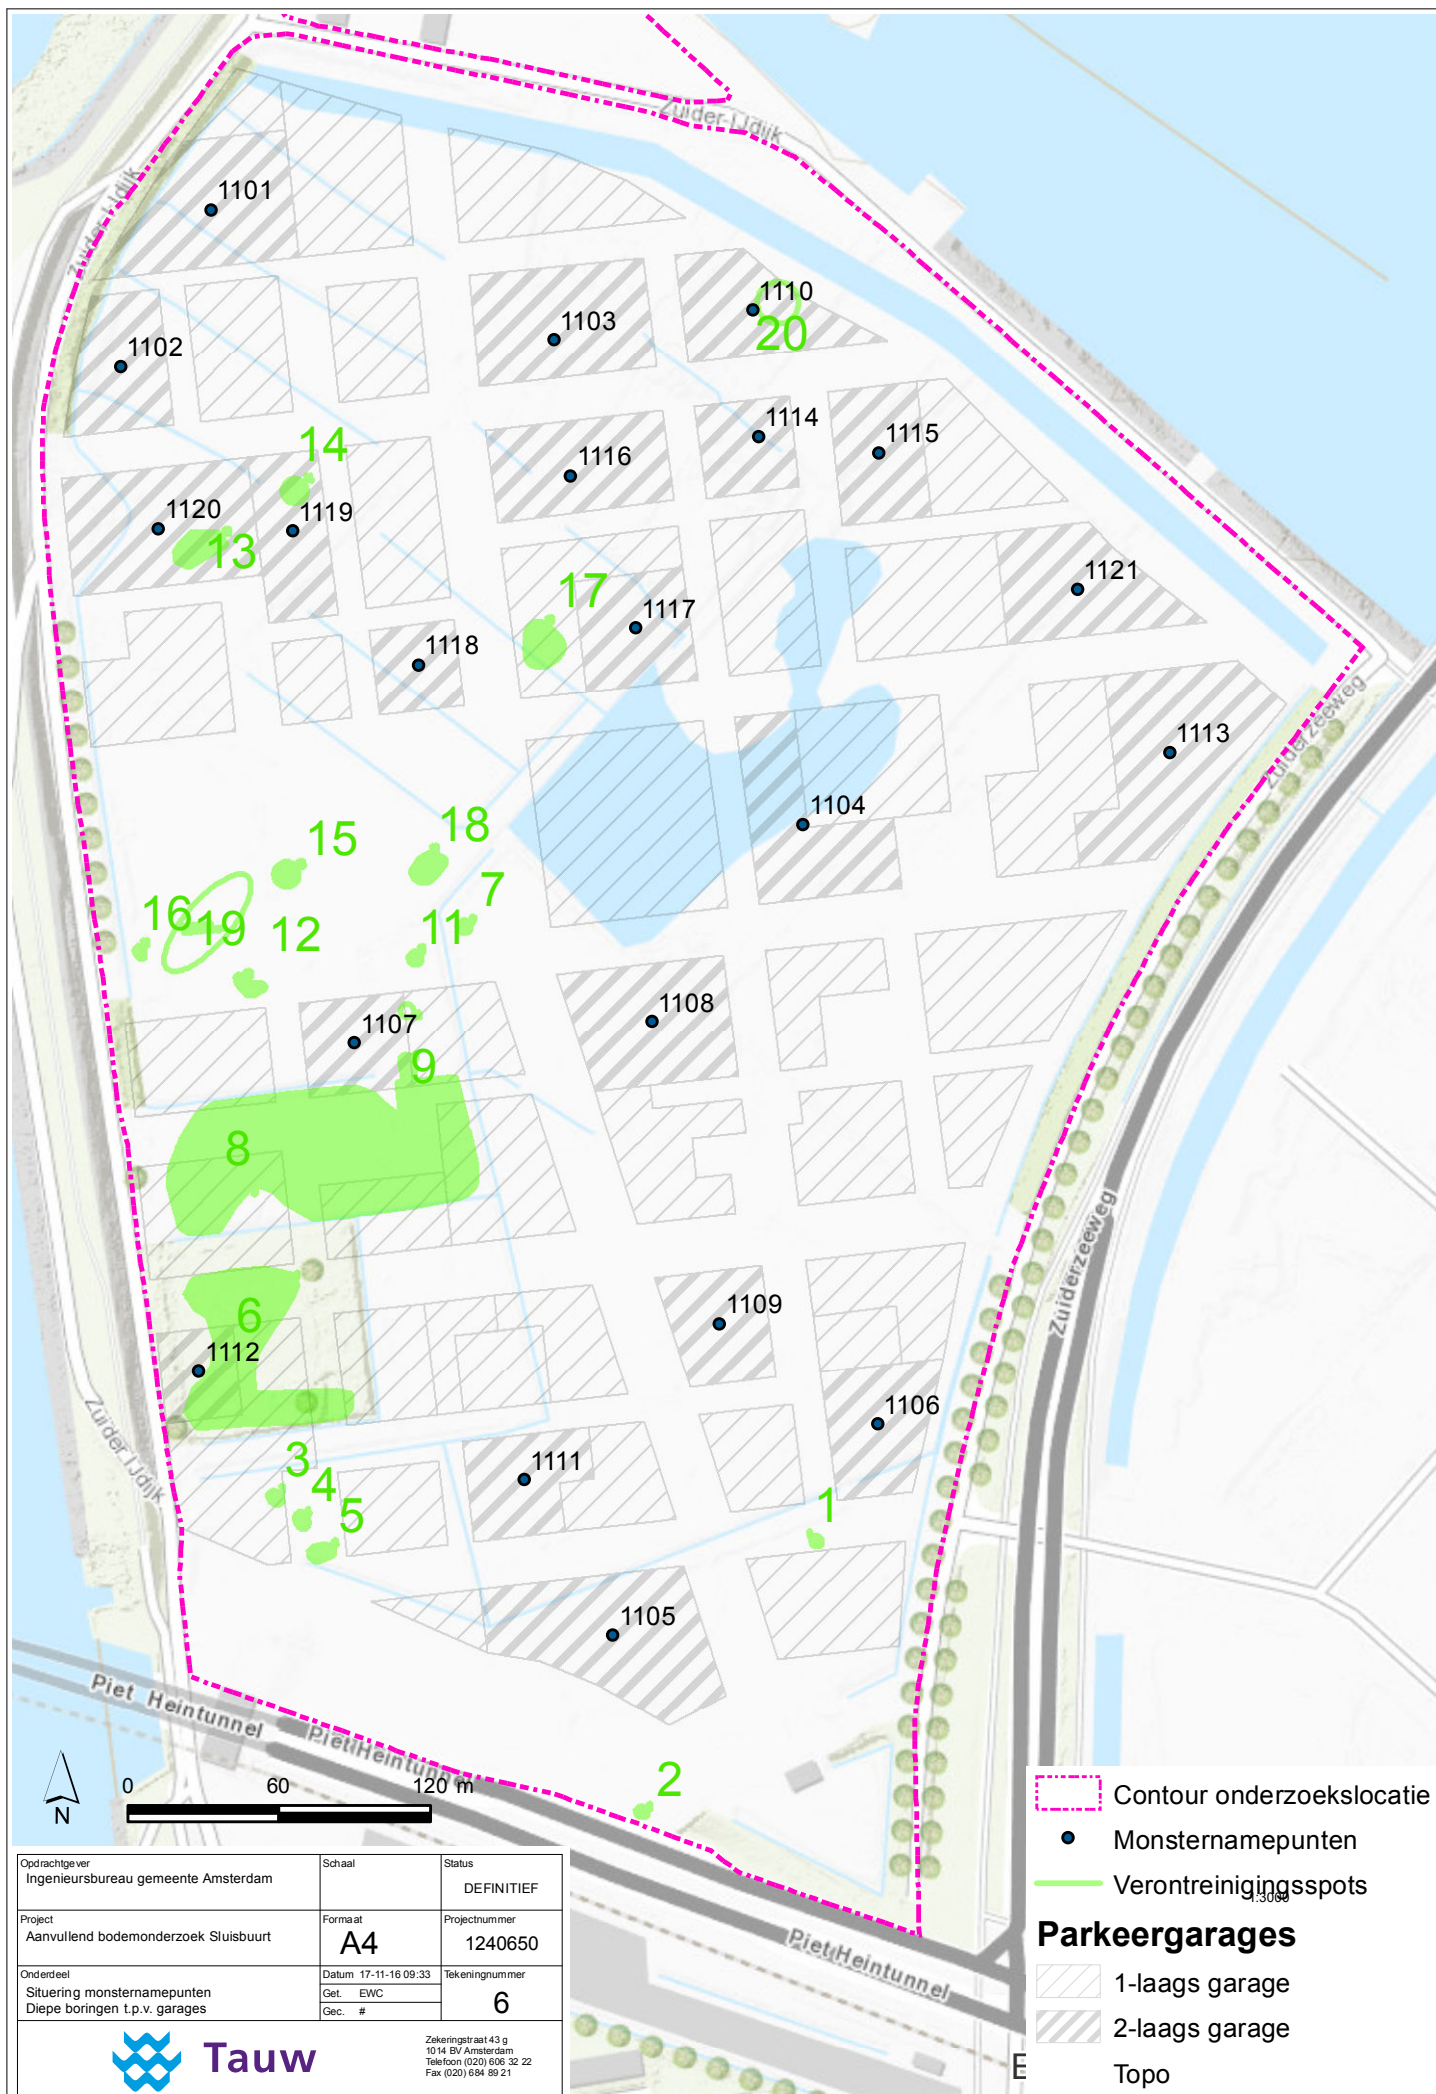 Zuider-IJdijk
Zuider-IJdijk
1101
1110
20
1103
1102
1114
1115
14
1116
1120
1119
13
1121
17
1117
1118
1113
1104
15
18
7
16
19
12
11
1108
1107
9
8
Zuiderzeeweg
Zuiderzeeweg
6
1109
1112
1106
Zuider IJdijk
3
4
5
1111
1
1105
Piet Heintunnel
Piet Heintunnel
2
0 60 120 m
N
Piet Heintunnel
Contour onderzoekslocatie
Monsternamepunten
Verontreinigingsspots
1:3000
Parkeergarages
1-laags garage
2-laags garage
Topo
Opdrachtgever
Ingenieursbureau gemeente Amsterdam
Schaal
Status
DEFINITIEF
Project
Aanvullend bodemonderzoek Sluisbuurt
Formaat
A4
Projectnummer
1240650
Onderdeel
Situering monsternamepunten
Diepe boringen t.p.v. garages
Datum 17-11-16 09:33
Get. EWC
Gec. #
Tekeningnummer
6
Tauw
Zekeringstraat 43 g
1014 BV Amsterdam
Telefoon (020) 606 32 22
Fax (020) 684 89 21